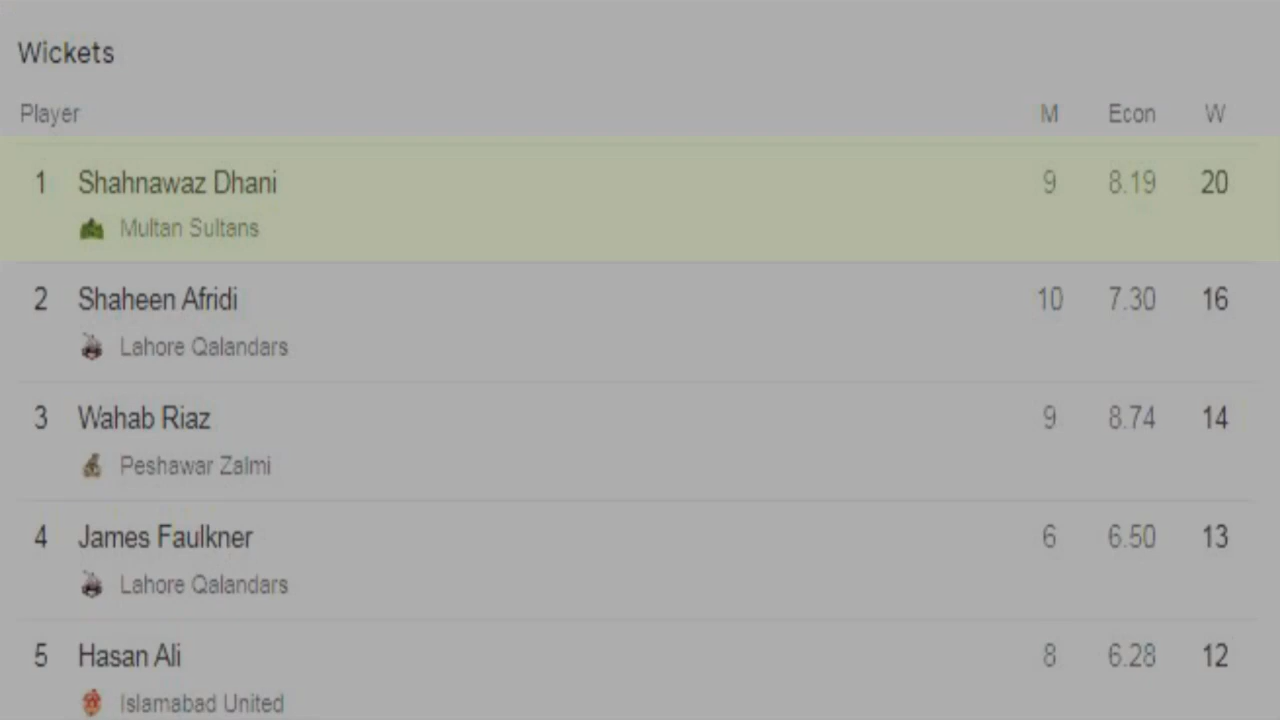 Wickets
Player M Econ W
1 Shahnawaz Dhani 9 8.19 20
Multan Sultans
2 Shaheen Afridi 10 7.30 16
Lahore Qalandars
3 Wahab Riaz 9 8.74 14
Peshawar Zalmi
4 James Faulkner 6 6.50 13
Lahore Qalandars
5 Hasan Ali 8 6.28 12
Islamabad United